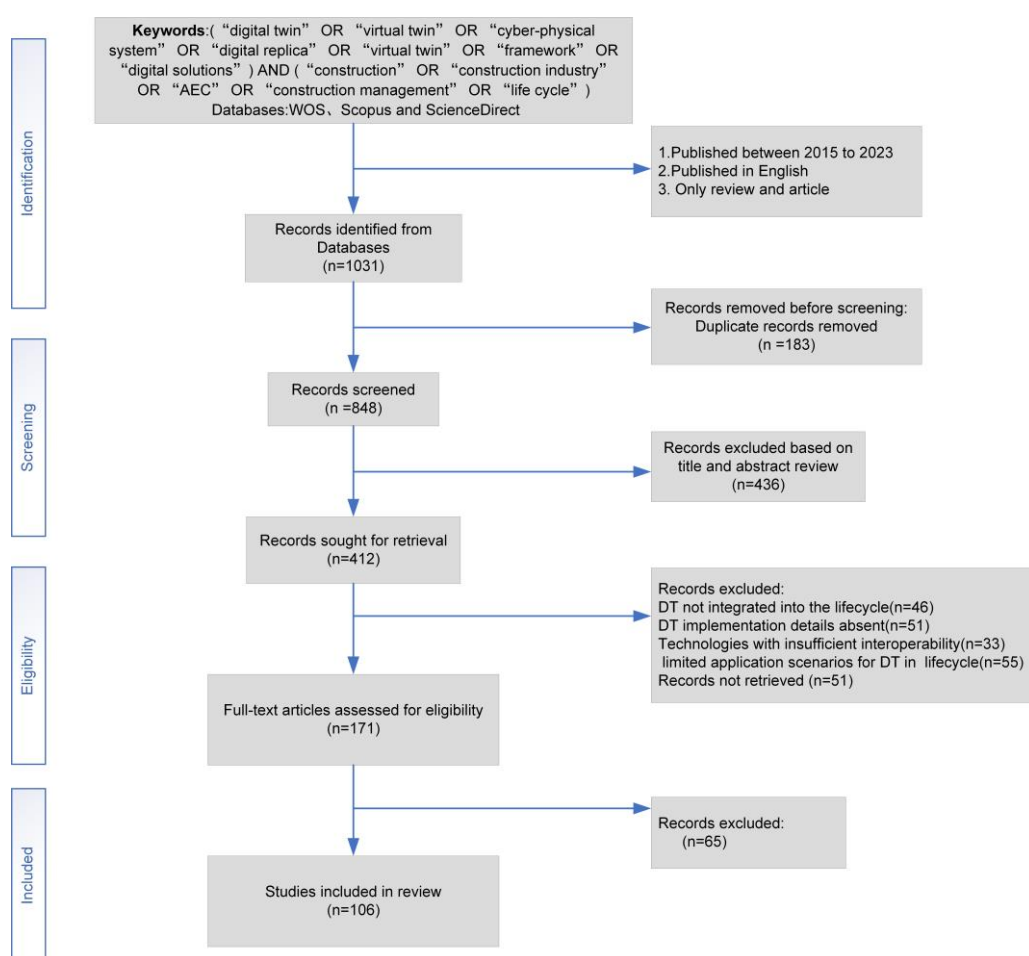 Keywords:( “digital twin” OR “virtual twin” OR “cyber-physical
system” OR “digital replica” OR “virtual twin” OR “framework” OR
“digital solutions” ) AND ( “construction” OR “construction industry”
OR “AEC” OR “construction management” OR “life cycle” )
Databases:WOS、Scopus and ScienceDirect
Identification
1.Published between 2015 to 2023
2.Published in English
3. Only review and article
Records identified from
Databases
(n=1031)
Records removed before screening:
Duplicate records removed
(n =183)
Screening
Records screened
(n =848)
Records excluded based on
title and abstract review
(n=436)
Records sought for retrieval
(n=412)
Eligibility
Records excluded:
DT not integrated into the lifecycle(n=46)
DT implementation details absent(n=51)
Technologies with insufficient interoperability(n=33)
limited application scenarios for DT in lifecycle(n=55)
Records not retrieved (n=51)
Full-text articles assessed for eligibility
(n=171)
Included
Records excluded:
(n=65)
Studies included in review
(n=106)